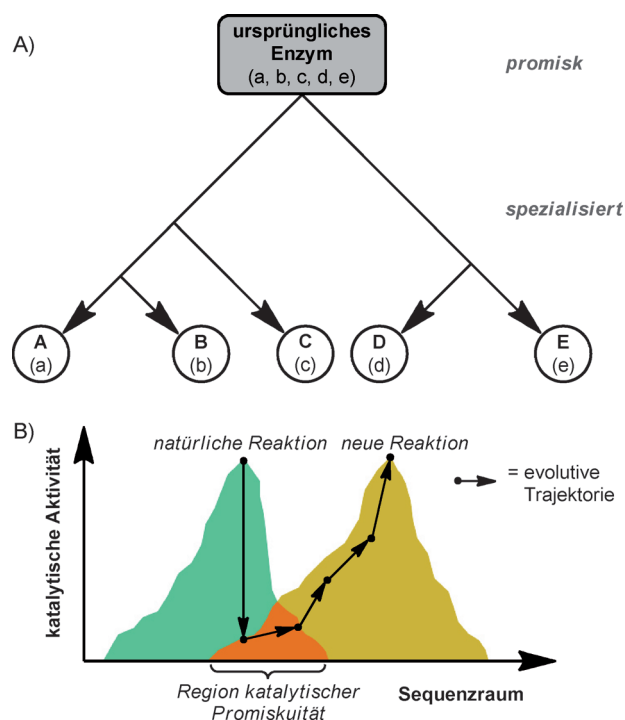 A)
ursprüngliches
Enzym
(a, b, c, d, e)
promisk
spezialisiert
A
(a)
B
(b)
C
(c)
D
(d)
E
(e)
B)
natürliche Reaktion
neue Reaktion
= evolutive
Trajektorie
katalytische Aktivität
Region katalytischer
Promiskuität
Sequenzraum